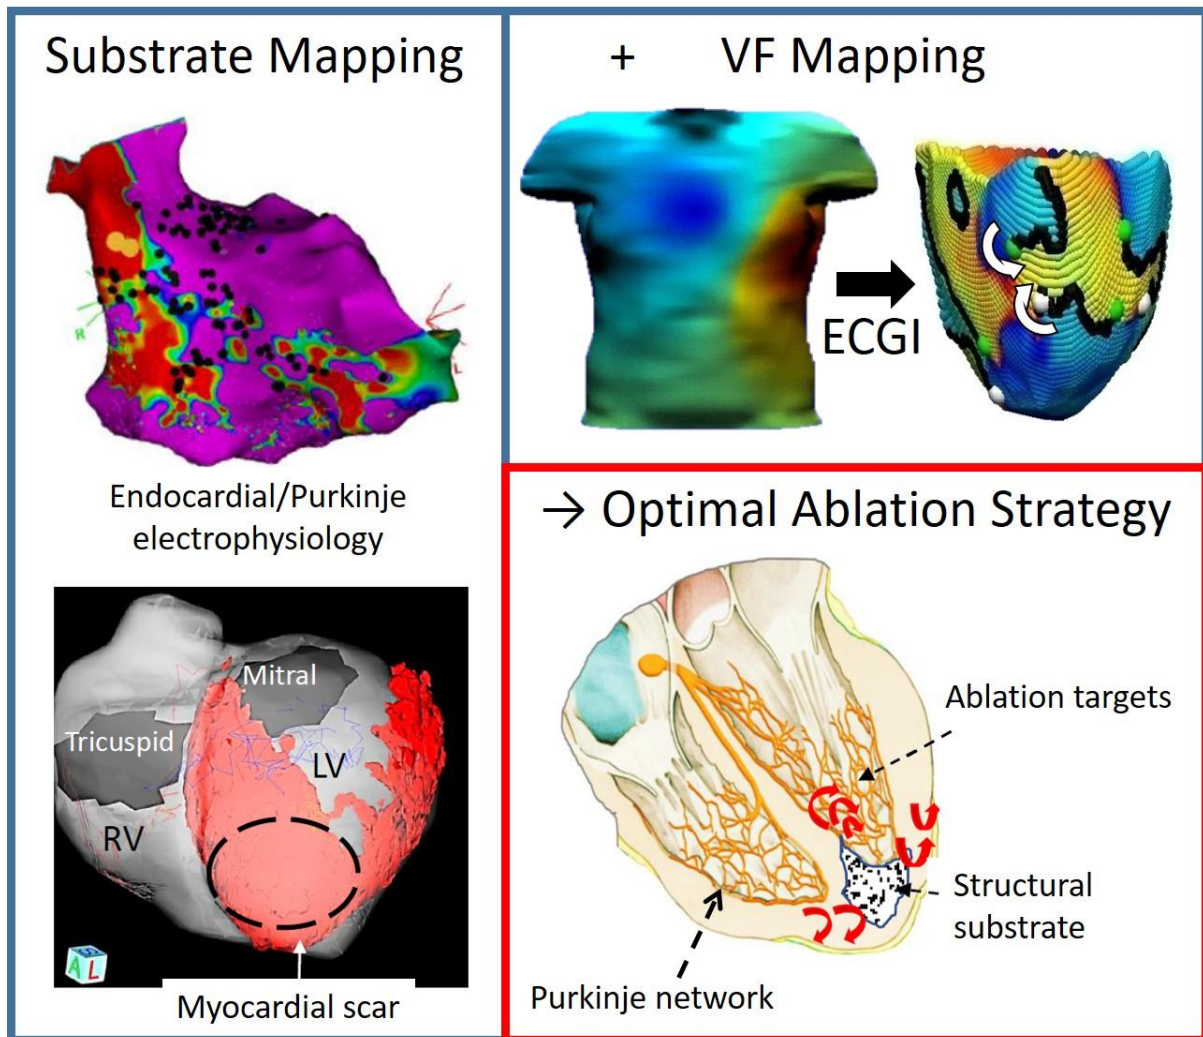 Substrate Mapping
R
L
Endocardial/Purkinje
electrophysiology
Mitral
Tricuspid
LV
RV
S
A L
Myocardial scar
+ VF Mapping
ECGI
→ Optimal Ablation Strategy
Ablation targets
Structural
substrate
Purkinje network